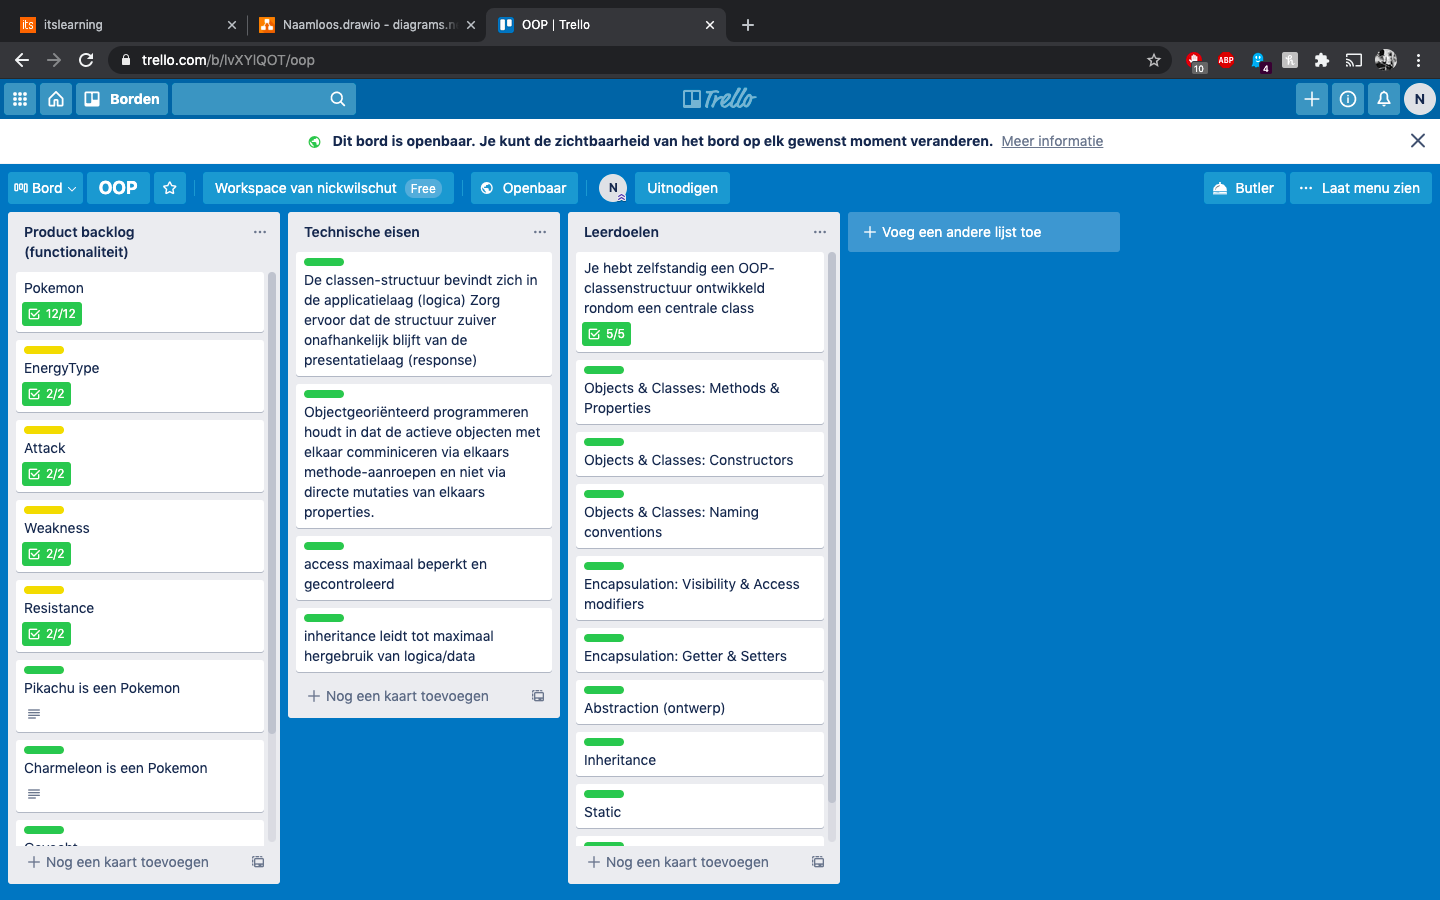 itslearning
Naamloos.drawio - diagrams.n
OOP | Trello
trello.com/b/lvXYlQOT/oop
10
ABP
4
Borden
Trello
N
Dit bord is openbaar. Je kunt de zichtbaarheid van het bord op elk gewenst moment veranderen. Meer informatie
Bord
OOP
Workspace van nickwilschut Free
Openbaar
N
Uitnodigen
Butler
Laat menu zien
Product backlog
(functionaliteit)
Pokemon
12/12
EnergyType
2/2
Attack
2/2
Weakness
2/2
Resistance
2/2
Pikachu is een Pokemon
Charmeleon is een Pokemon
Nog een kaart toevoegen
Technische eisen
De classen-structuur bevindt zich in
de applicatielaag (logica) Zorg
ervoor dat de structuur zuiver
onafhankelijk blijft van de
presentatielaag (response)
Objectgeoriënteerd programmeren
houdt in dat de actieve objecten met
elkaar comminiceren via elkaars
methode-aanroepen en niet via
directe mutaties van elkaars
properties.
access maximaal beperkt en
gecontroleerd
inheritance leidt tot maximaal
hergebruik van logica/data
Nog een kaart toevoegen
Leerdoelen
Je hebt zelfstandig een OOP-
classenstructuur ontwikkeld
rondom een centrale class
5/5
Objects & Classes: Methods &
Properties
Objects & Classes: Constructors
Objects & Classes: Naming
conventions
Encapsulation: Visibility & Access
modifiers
Encapsulation: Getter & Setters
Abstraction (ontwerp)
Inheritance
Static
Nog een kaart toevoegen
Voeg een andere lijst toe